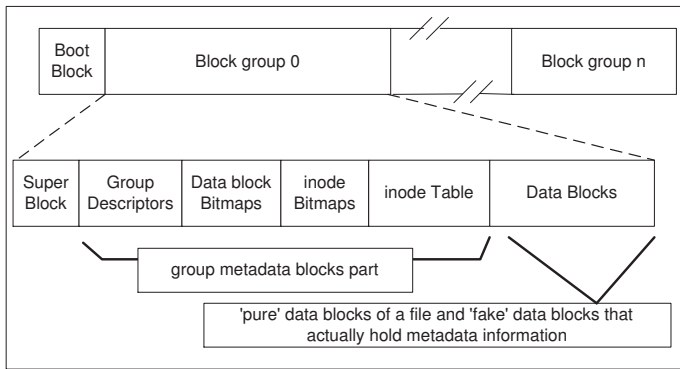 Boot
Block
Block group 0
Block group n
Super
Block
Group
Descriptors
Data block
Bitmaps
inode
Bitmaps
inode Table
Data Blocks
group metadata blocks part
'pure' data blocks of a file and 'fake' data blocks that
actually hold metadata information